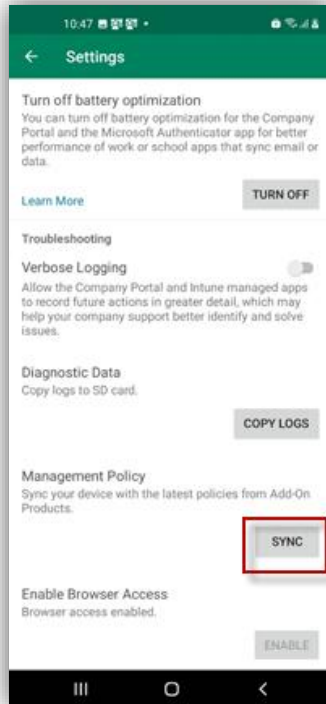 10:47
Settings
Turn off battery optimization
You can turn off battery optimization for the Company
Portal and the Microsoft Authenticator app for better
performance of work or school apps that sync email or
data.
Learn More
TURN OFF
Troubleshooting
Verbose Logging
Allow the Company Portal and Intune managed apps
to record future actions in greater detail, which may
help your company support better identify and solve
issues.
Diagnostic Data
Copy logs to SD card.
COPY LOGS
Management Policy
Sync your device with the latest policies from Add-On
Products.
SYNC
Enable Browser Access
Browser access enabled.
ENABLE